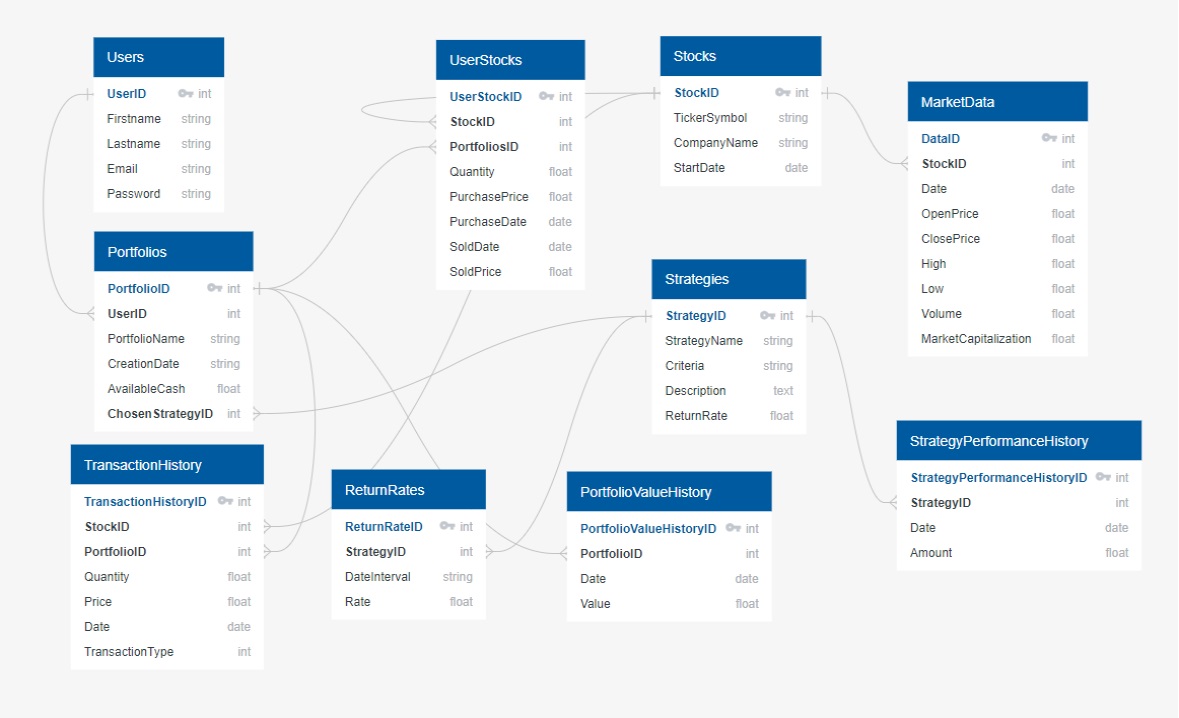 Users
UserID int
Firstname string
Lastname string
Email string
Password string
Portfolios
PortfolioID int
UserID int
PortfolioName string
CreationDate string
AvailableCash float
ChosenStrategyID int
TransactionHistory
TransactionHistoryID int
StockID int
PortfolioID int
Quantity float
Price float
Date date
TransactionType int
UserStocks
UserStockID int
StockID int
PortfoliosID int
Quantity float
PurchasePrice float
PurchaseDate date
SoldDate date
SoldPrice float
ReturnRates
ReturnRateID int
StrategyID int
DateInterval string
Rate float
Stocks
StockID int
TickerSymbol string
CompanyName string
StartDate date
Strategies
StrategyID int
StrategyName string
Criteria string
Description text
ReturnRate float
PortfolioValueHistory
PortfolioValueHistoryID int
PortfolioID int
Date date
Value float
MarketData
DataID int
StockID int
Date date
OpenPrice float
ClosePrice float
High float
Low float
Volume float
MarketCapitalization float
StrategyPerformanceHistory
StrategyPerformanceHistoryID int
StrategyID int
Date date
Amount float